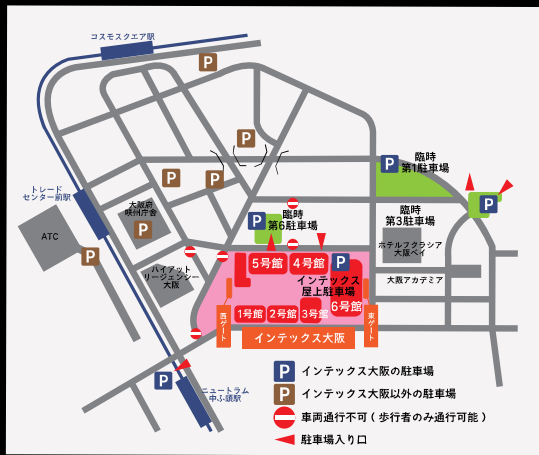 コスモスクエア駅
P
P
P
臨時
第1駐車場
P
P
トレード
センター前駅
大阪府
咲州庁舎
P
P
臨時
第6駐車場
臨時
第3駐車場
P
ATC
P
ホテルフクラシア
大阪ベイ
ハイアット
リージェンシー
大阪
5号館
4号館
P
インテックス
屋上駐車場
大阪アカデミア
6号館
西ゲート
1号館
2号館
3号館
東ゲート
インテックス大阪
P
ニュートラム
中ふ頭駅
P インテックス大阪の駐車場
P インテックス大阪以外の駐車場
車両通行不可(歩行者のみ通行可能)
駐車場入り口